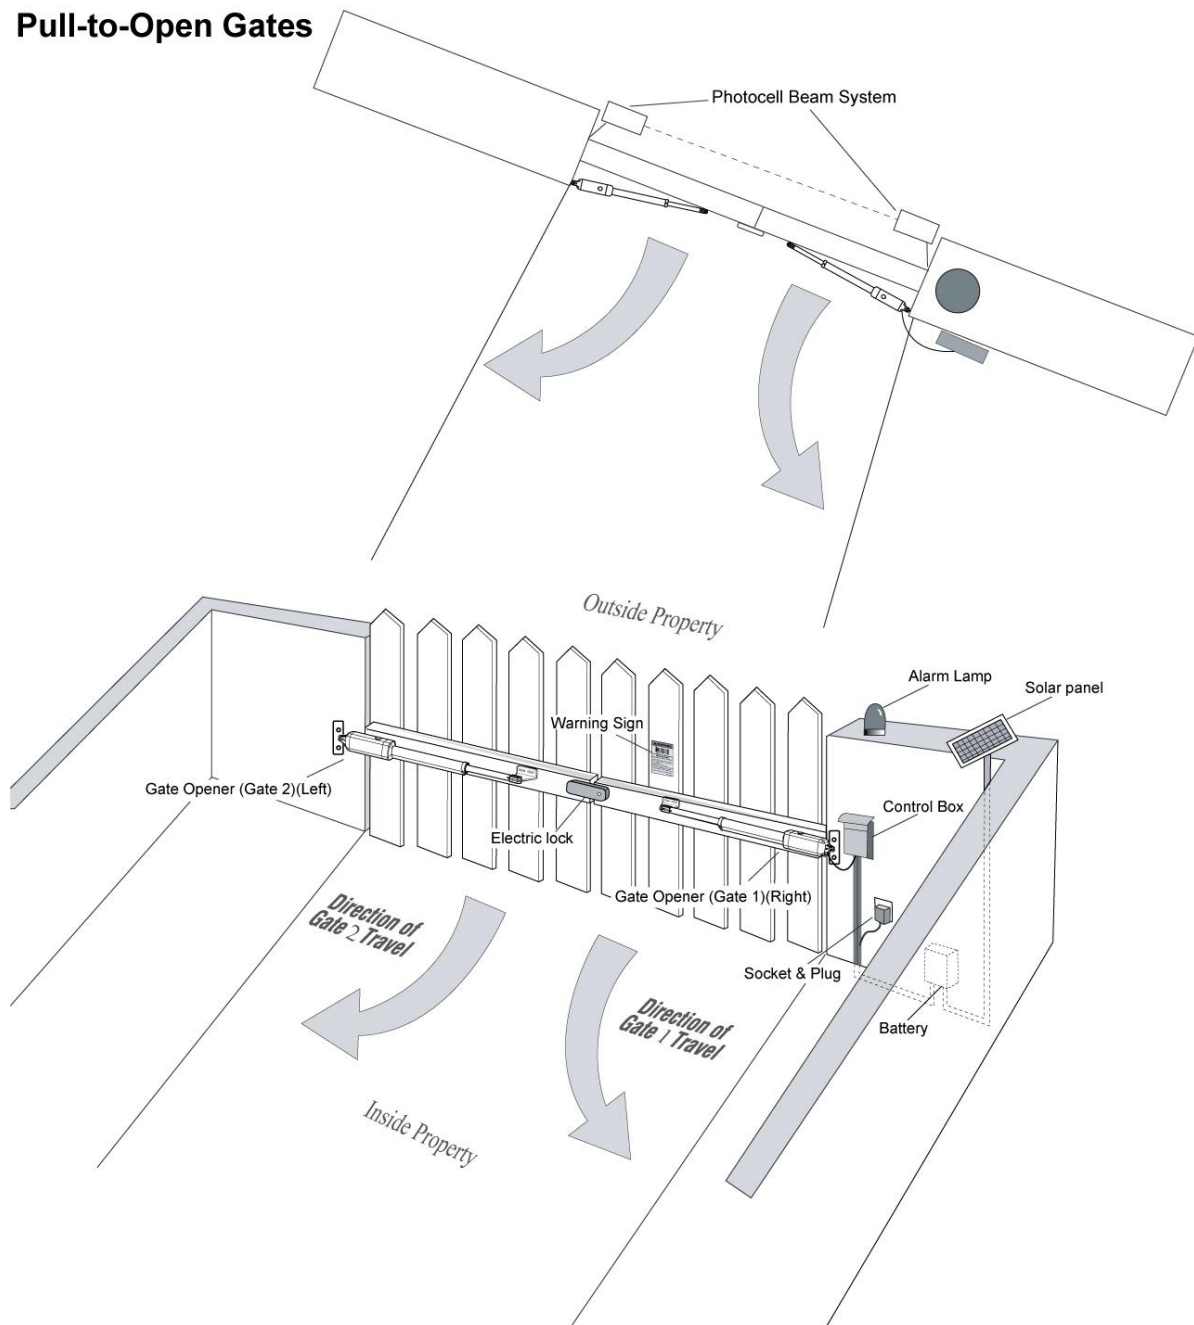 Pull-to-Open Gates
Photocell Beam System
Outside Property
Alarm Lamp
Solar panel
Warning Sign
Gate Opener (Gate 2)(Left)
Control Box
Electric lock
Gate Opener (Gate 1)(Right)
Direction of
Gate 2 Travel
Socket & Plug
Direction of
Gate 1 Travel
Battery
Inside Property